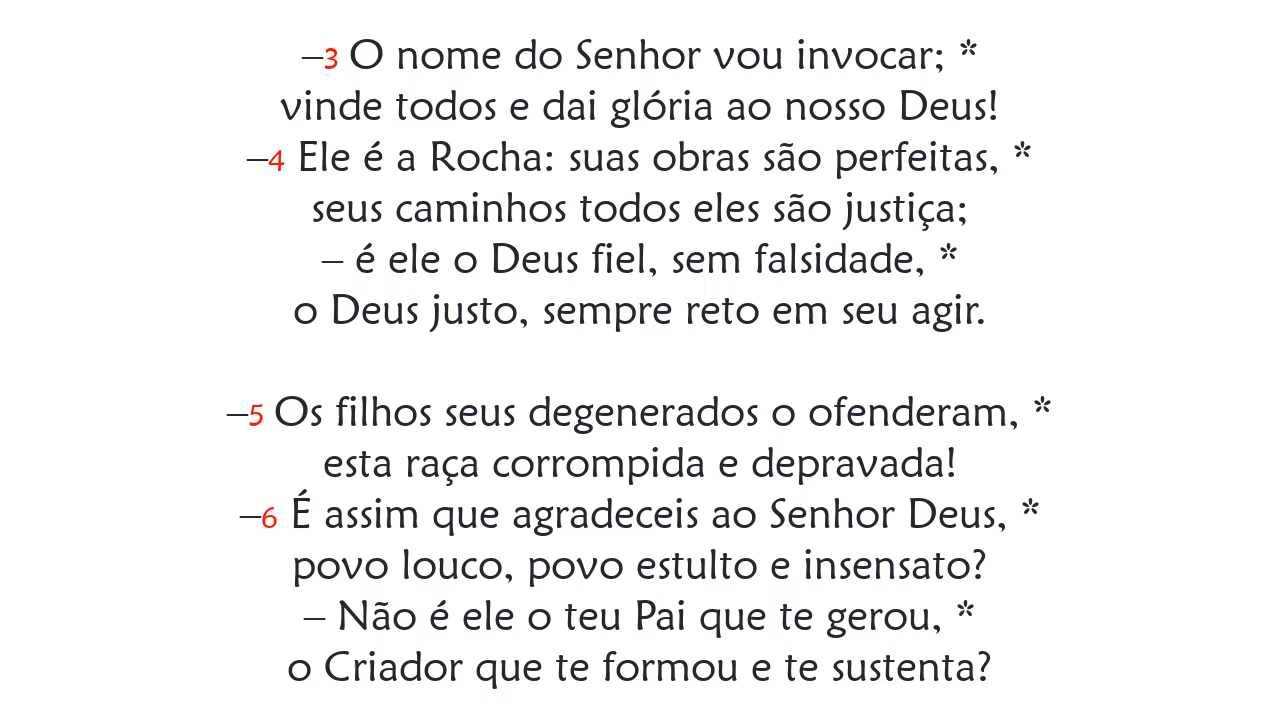 –3 O nome do Senhor vou invocar; *
vinde todos e dai glória ao nosso Deus!
–4 Ele é a Rocha: suas obras são perfeitas, *
seus caminhos todos eles são justiça;
– é ele o Deus fiel, sem falsidade, *
o Deus justo, sempre reto em seu agir.
–5 Os filhos seus degenerados o ofenderam, *
esta raça corrompida e depravada!
–6 É assim que agradeceis ao Senhor Deus, *
povo louco, povo estulto e insensato?
– Não é ele o teu Pai que te gerou, *
o Criador que te formou e te sustenta?